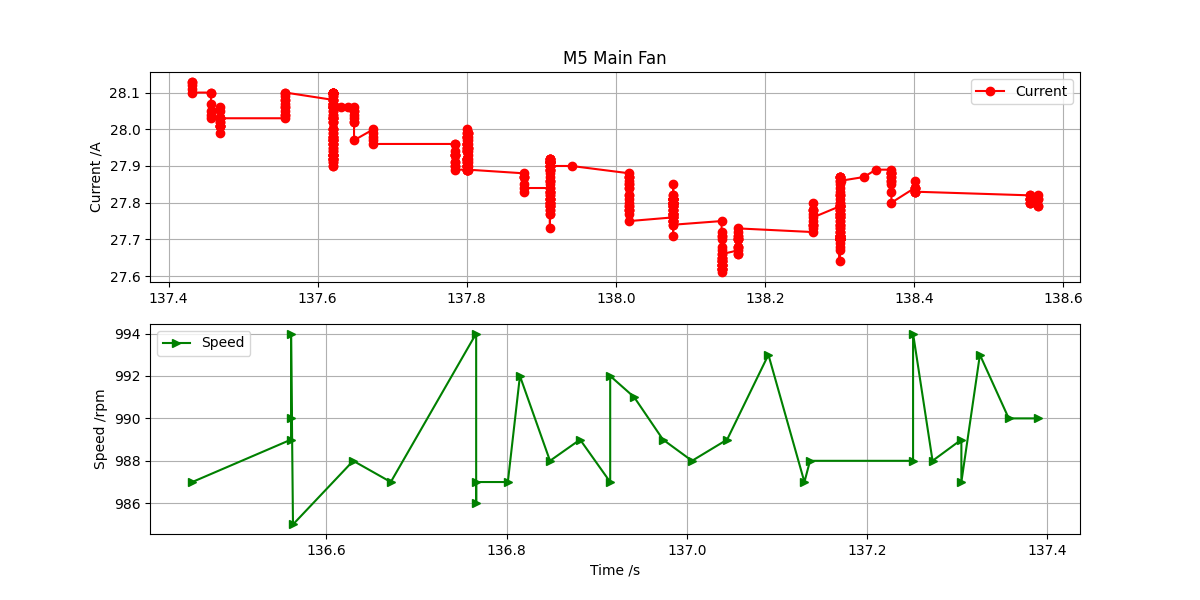 M5 Main Fan
28.1
28.0
27.9
27.8
27.7
27.6
Current /A
Current
137.4 137.6 137.8 138.0 138.2 138.4 138.6
994
992
990
988
986
Speed /rpm
Speed
136.6 136.8 137.0 137.2 137.4
Time /s